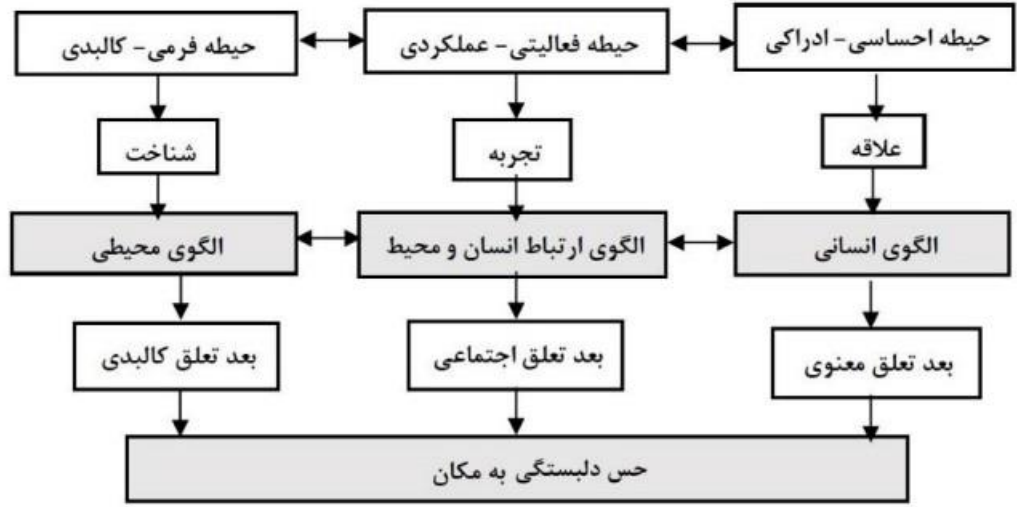 حیطه احساسی- ادراکی
حیطه فعالیتی- عملکردی
حیطه فرمی- کالبدی
علاقه
تجربه
شناخت
الگوی انسانی
الگوی ارتباط انسان و محیط
الگوی محیطی
بعد تعلق معنوی
بعد تعلق اجتماعی
بعد تعلق کالبدی
حس دلبستگی به مکان